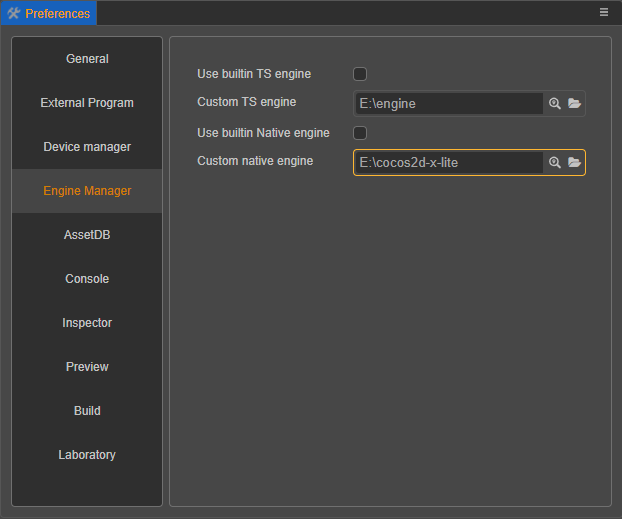 Preferences
General
External Program
Device manager
Engine Manager
AssetDB
Console
Inspector
Preview
Build
Laboratory
Use builtin TS engine
Custom TS engine E:\engine
Use builtin Native engine
Custom native engine E:\cocos2d-x-lite